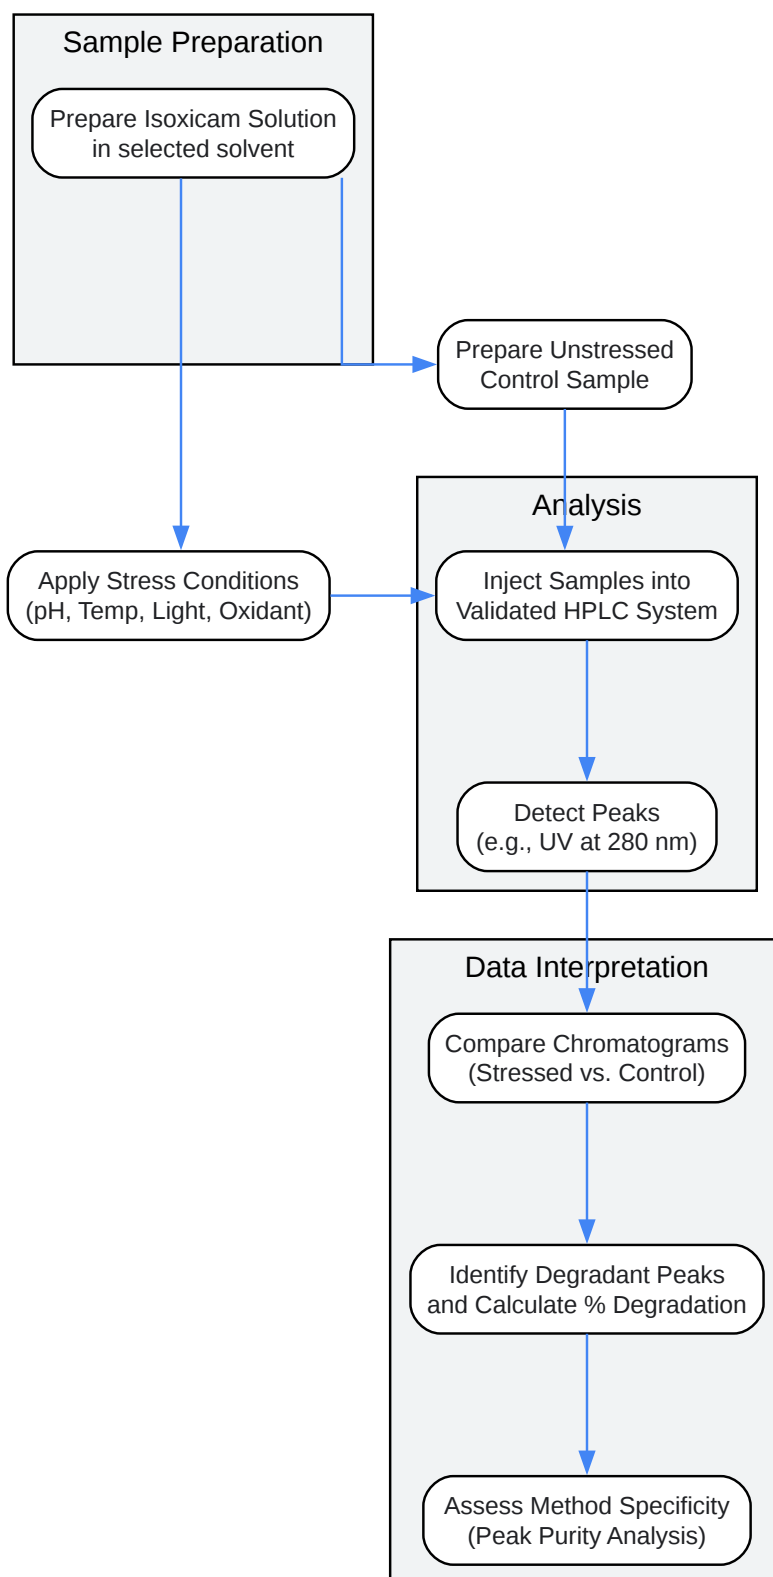 Sample Preparation
Prepare Isoxicam Solution
in selected solvent
Prepare Unstressed
Control Sample
Analysis
Apply Stress Conditions
(pH, Temp, Light, Oxidant)
Inject Samples into
Validated HPLC System
Detect Peaks
(e.g., UV at 280 nm)
Data Interpretation
Compare Chromatograms
(Stressed vs. Control)
Identify Degradant Peaks
and Calculate % Degradation
Assess Method Specificity
(Peak Purity Analysis)